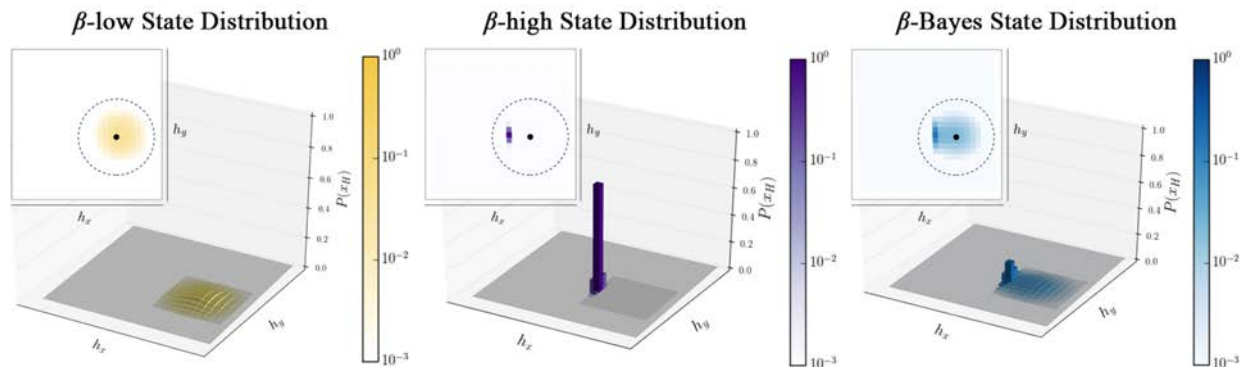 β-low State Distribution
h_y
h_x
10^0
10^-1
10^-2
10^-3
1.0
0.8
0.6
0.4
0.2
0.0
P(x_H)
h_x
h_y
β-high State Distribution
h_y
h_x
10^0
10^-1
10^-2
10^-3
1.0
0.8
0.6
0.4
0.2
0.0
P(x_H)
h_x
h_y
β-Bayes State Distribution
h_y
h_x
10^0
10^-1
10^-2
10^-3
1.0
0.8
0.6
0.4
0.2
0.0
P(x_H)
h_x
h_y